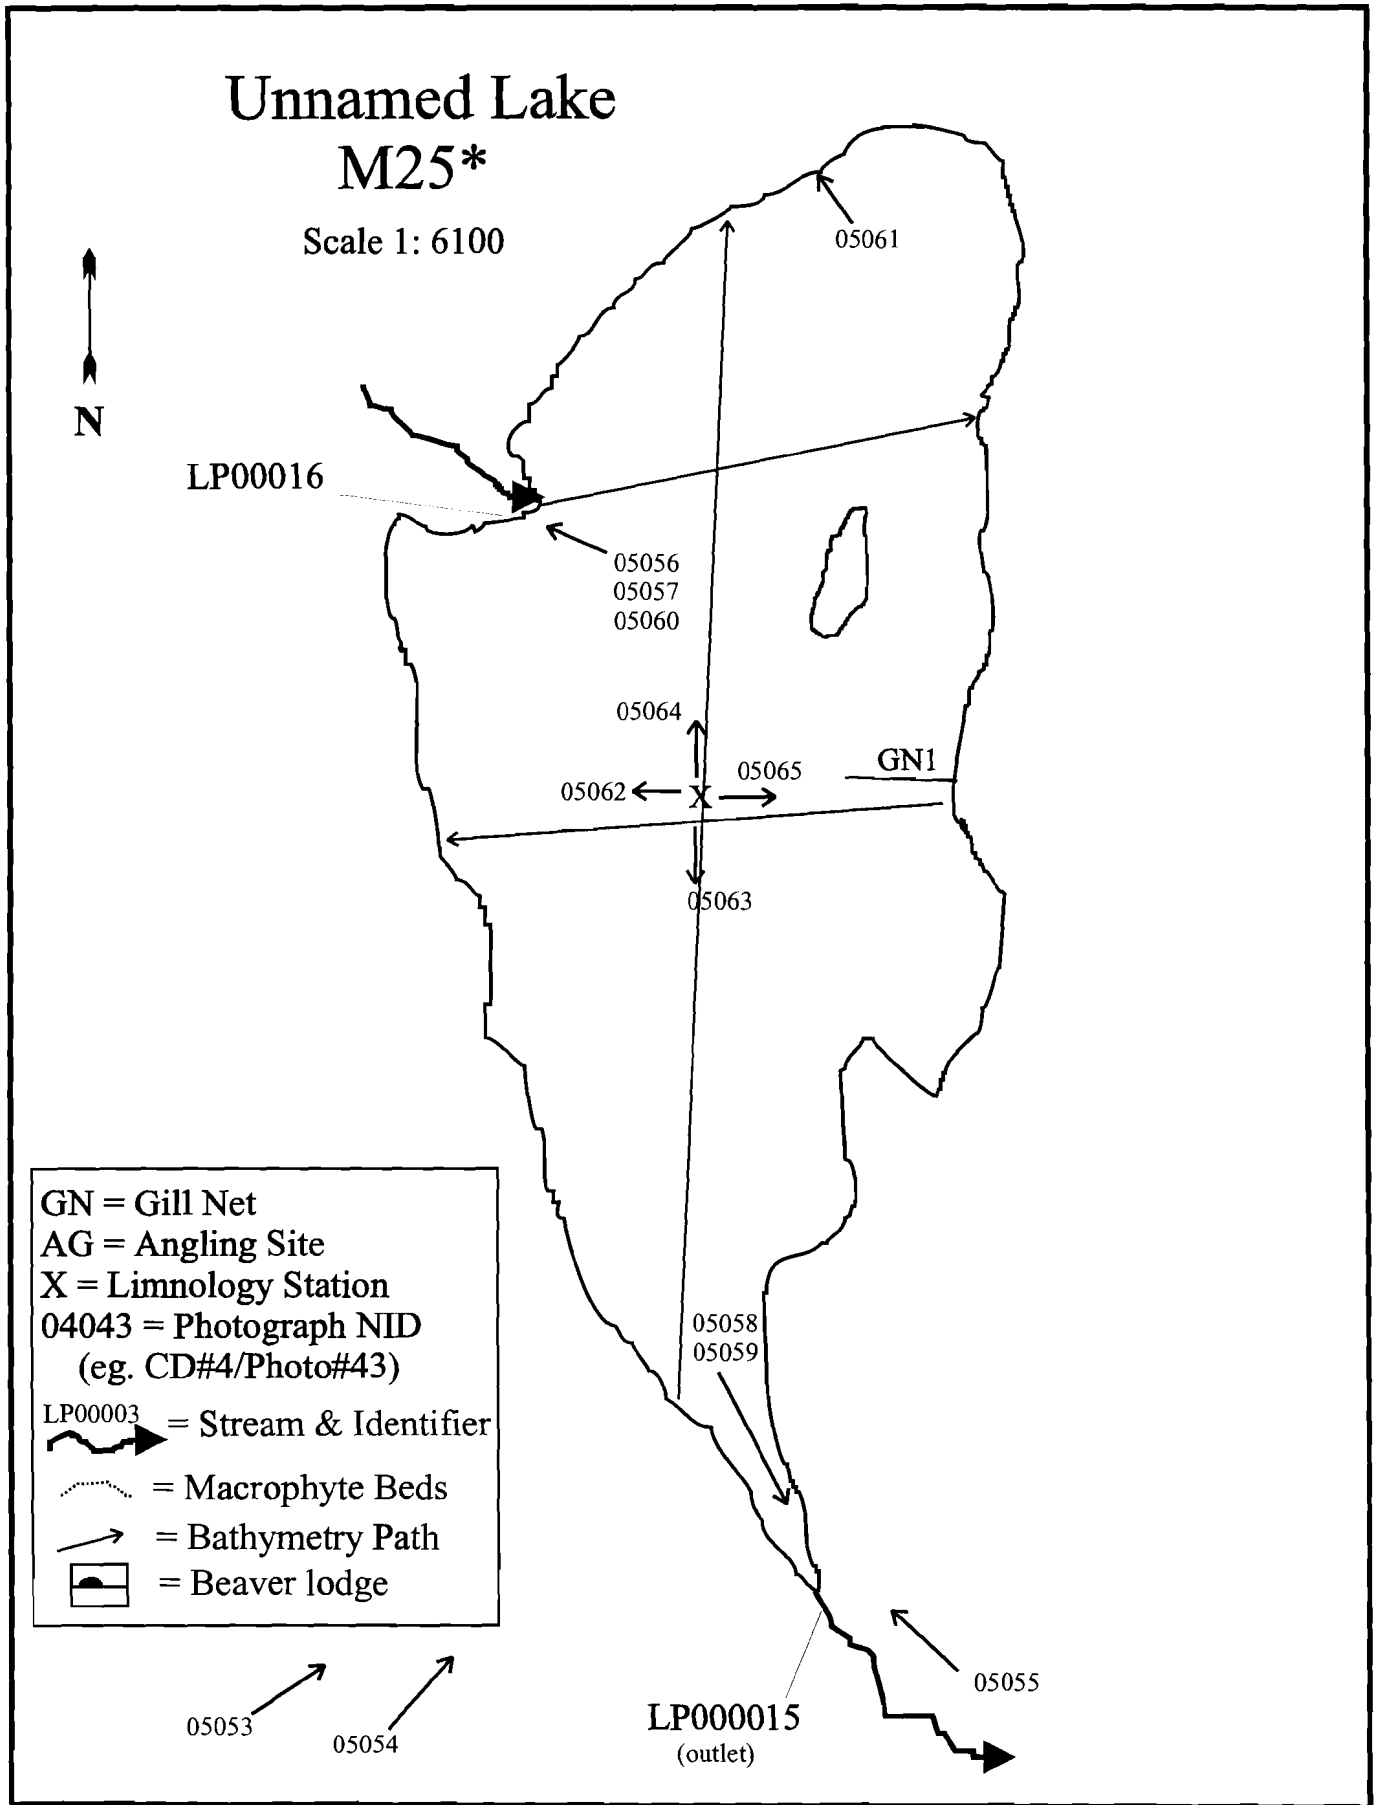 Unnamed Lake
M25*
Scale 1: 6100
N
05061
LP00016
05056
05057
05060
05064
GN1
05065
05062
X
05063
GN = Gill Net
AG = Angling Site
X = Limnology Station
04043 = Photograph NID
(eg. CD#4/Photo#43)
LP00003 = Stream & Identifier
= Macrophyte Beds
= Bathymetry Path
= Beaver lodge
05058
05059
05055
05053
05054
LP000015
(outlet)